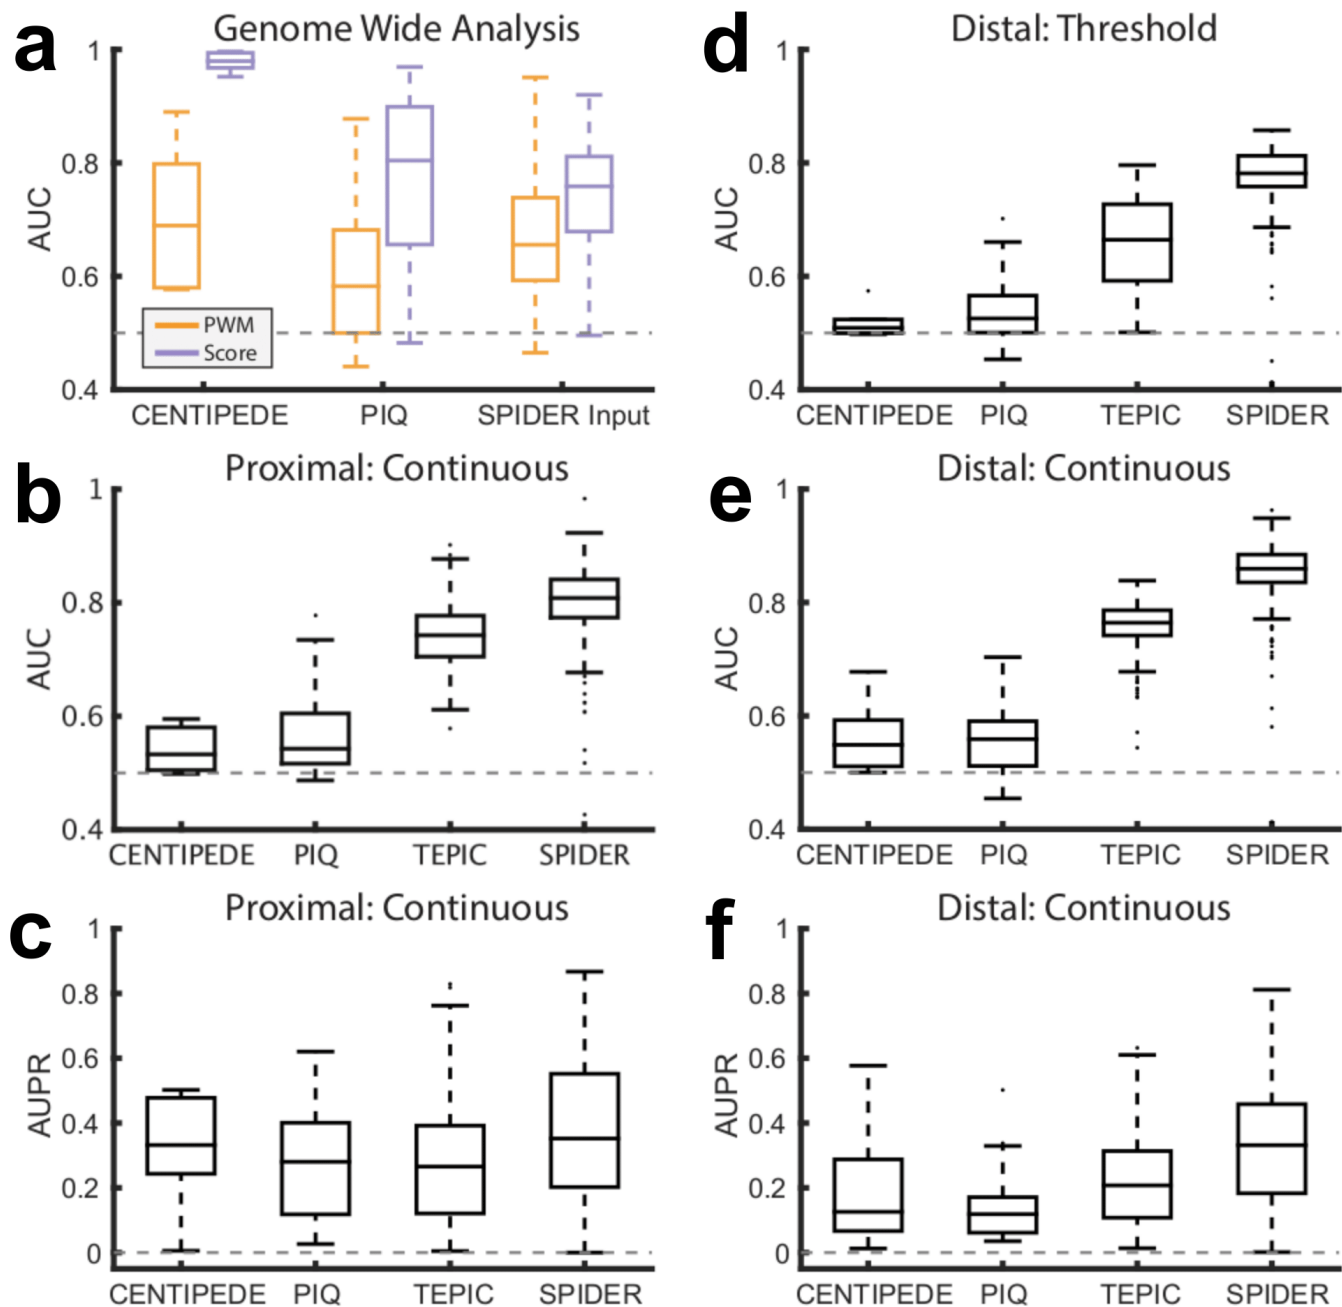 a
Genome Wide Analysis
1
0.8
0.6
0.4
AUC
PWM
Score
CENTIPEDE PIQ SPIDER Input
d
Distal: Threshold
1
0.8
0.6
0.4
AUC
CENTIPEDE PIQ TEPIC SPIDER
b
Proximal: Continuous
1
0.8
0.6
0.4
AUC
CENTIPEDE PIQ TEPIC SPIDER
e
Distal: Continuous
1
0.8
0.6
0.4
AUC
CENTIPEDE PIQ TEPIC SPIDER
c
Proximal: Continuous
1
0.8
0.6
0.4
0.2
0
AUPR
CENTIPEDE PIQ TEPIC SPIDER
f
Distal: Continuous
1
0.8
0.6
0.4
0.2
0
AUPR
CENTIPEDE PIQ TEPIC SPIDER